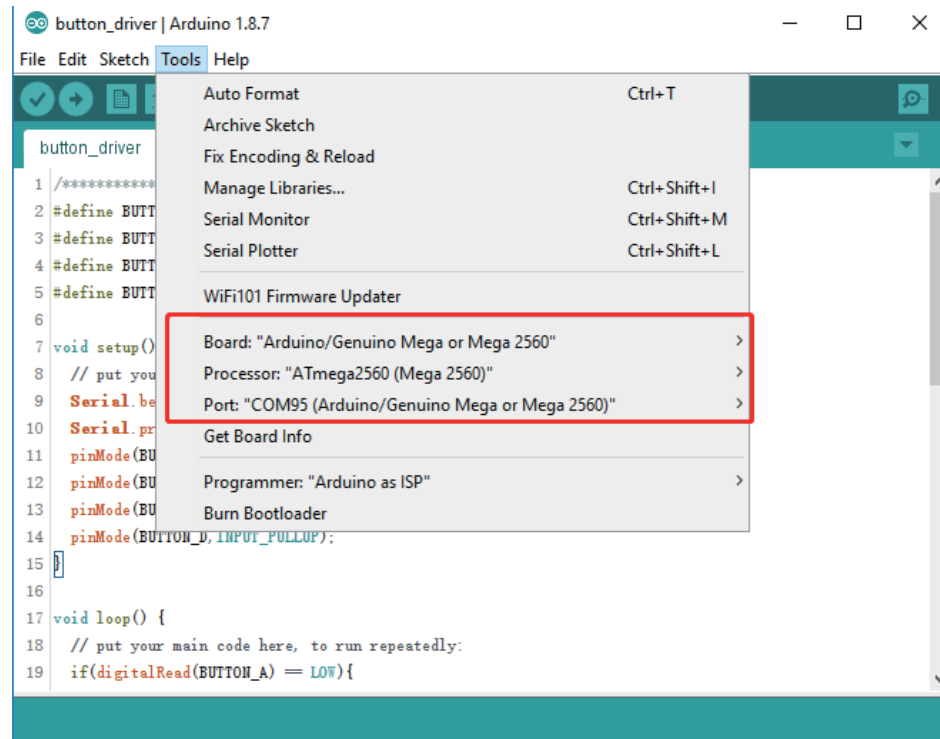 button_driver | Arduino 1.8.7
File Edit Sketch Tools Help
Auto Format Ctrl+T
Archive Sketch
Fix Encoding & Reload
button_driver
Manage Libraries... Ctrl+Shift+I
Serial Monitor Ctrl+Shift+M
Serial Plotter Ctrl+Shift+L
WiFi101 Firmware Updater
Board: "Arduino/Genuino Mega or Mega 2560"
Processor: "ATmega2560 (Mega 2560)"
Port: "COM95 (Arduino/Genuino Mega or Mega 2560)"
Get Board Info
Programmer: "Arduino as ISP"
Burn Bootloader
1 /***********
2 #define BUTT
3 #define BUTT
4 #define BUTT
5 #define BUTT
6
7 void setup()
8 // put you
9 Serial.be
10 Serial.pr
11 pinMode(BU
12 pinMode(BU
13 pinMode(BU
14 pinMode(BUTTON_D,INPUT_PULLUP);
15 }
16
17 void loop() {
18 // put your main code here, to run repeatedly:
19 if(digitalRead(BUTTON_A) == LOW){